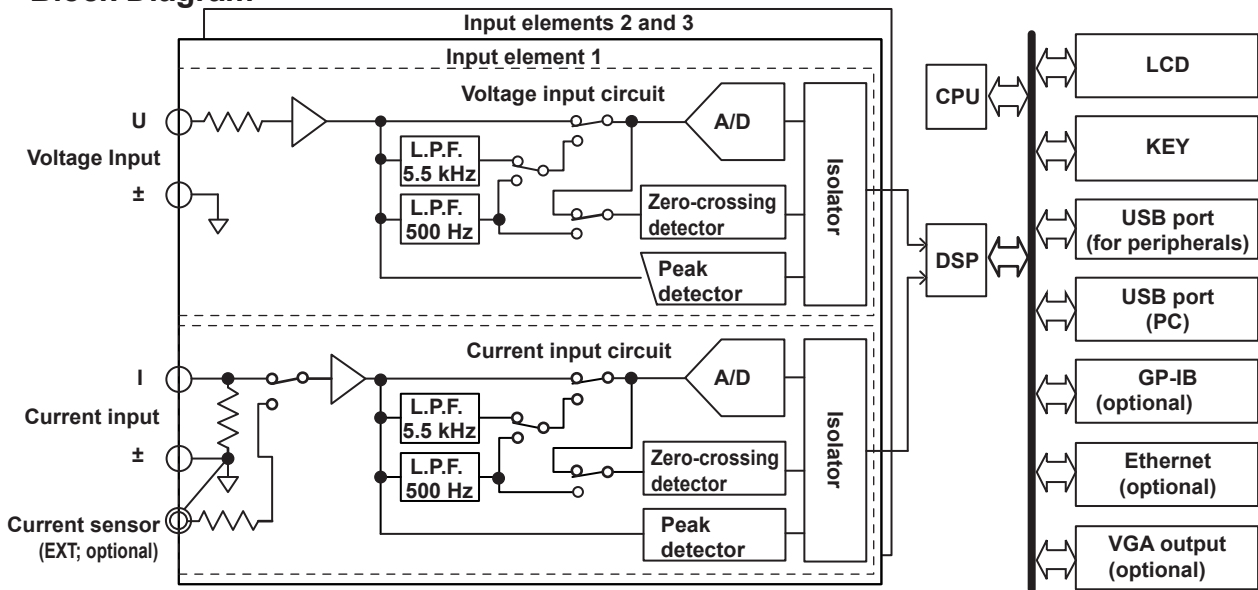 Input elements 2 and 3
Input element 1
Voltage input circuit
U
Voltage Input
±
L.P.F.
5.5 kHz
L.P.F.
500 Hz
A/D
Zero-crossing
detector
Peak
detector
Isolator
Current input circuit
I
Current input
±
Current sensor
(EXT; optional)
L.P.F.
5.5 kHz
L.P.F.
500 Hz
A/D
Zero-crossing
detector
Peak
detector
Isolator
CPU
DSP
LCD
KEY
USB port
(for peripherals)
USB port
(PC)
GP-IB
(optional)
Ethernet
(optional)
VGA output
(optional)